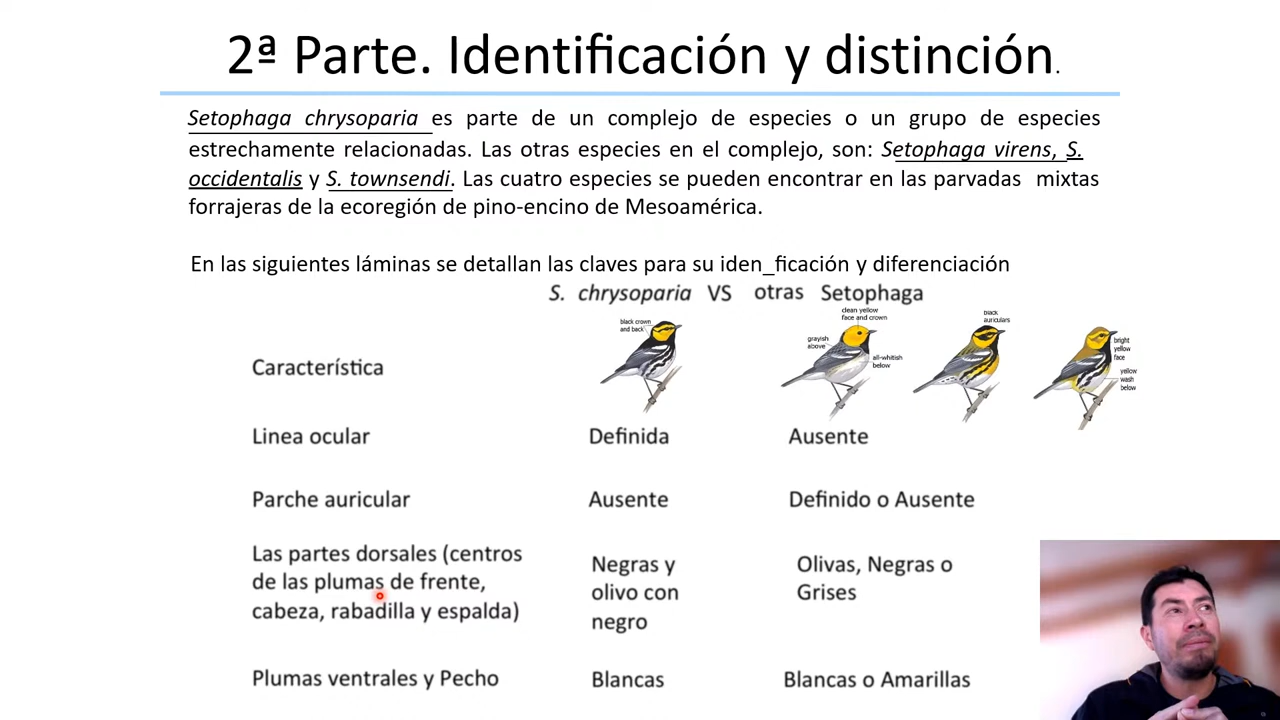 2ª Parte. Identificación y distinción.
Setophaga chrysoparia es parte de un complejo de especies o un grupo de especies
estrechamente relacionadas. Las otras especies en el complejo, son: Setophaga virens, S.
occidentalis y S. townsendi. Las cuatro especies se pueden encontrar en las parvadas mixtas
forrajeras de la ecoregión de pino-encino de Mesoamérica.
En las siguientes láminas se detallan las claves para su iden_ficación y diferenciación
S. chrysoparia VS otras Setophaga
black crown
and back
clean yellow
face and crown
grayish
above
all-whitish
below
black
auriculars
bright
yellow
face
yellow
wash
below
Característica
Linea ocular Definida Ausente
Parche auricular Ausente Definido o Ausente
Las partes dorsales (centros
de las plumas de frente,
cabeza, rabadilla y espalda)
Negras y
olivo con
negro
Olivas, Negras o
Grises
Plumas ventrales y Pecho Blancas Blancas o Amarillas